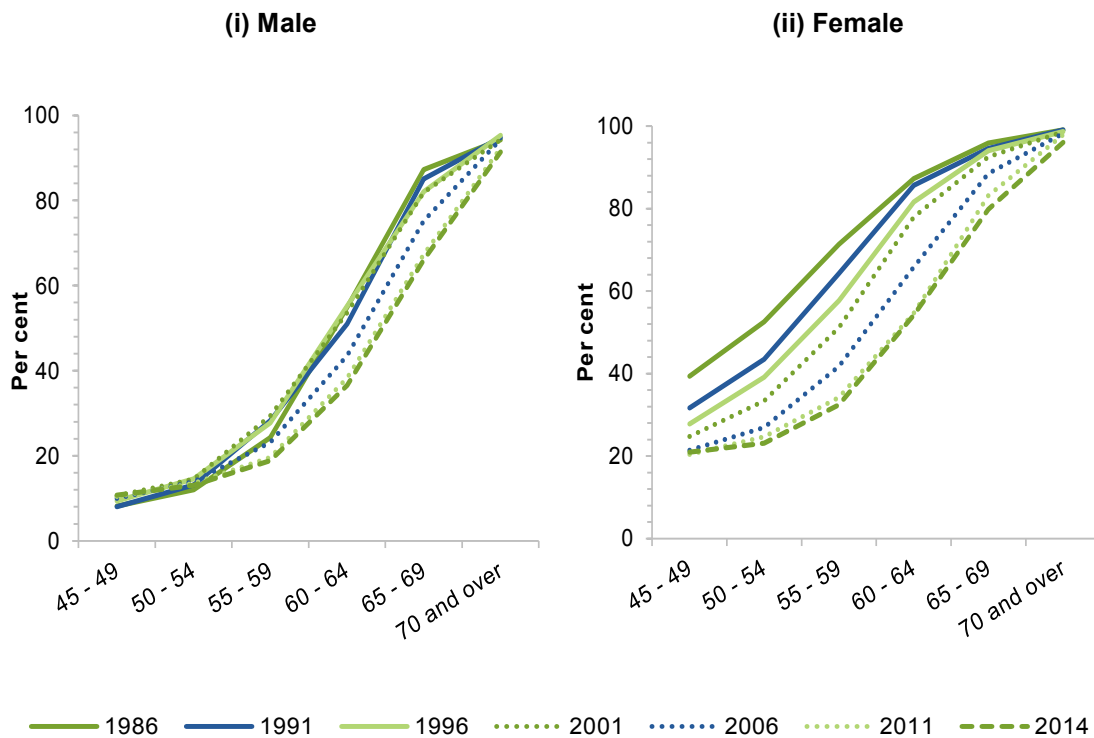 (i) Male
Per cent
100
80
60
40
20
0
45 - 49
50 - 54
55 - 59
60 - 64
65 - 69
70 and over
(ii) Female
Per cent
100
80
60
40
20
0
45 - 49
50 - 54
55 - 59
60 - 64
65 - 69
70 and over
1986 1991 1996 2001 2006 2011 2014